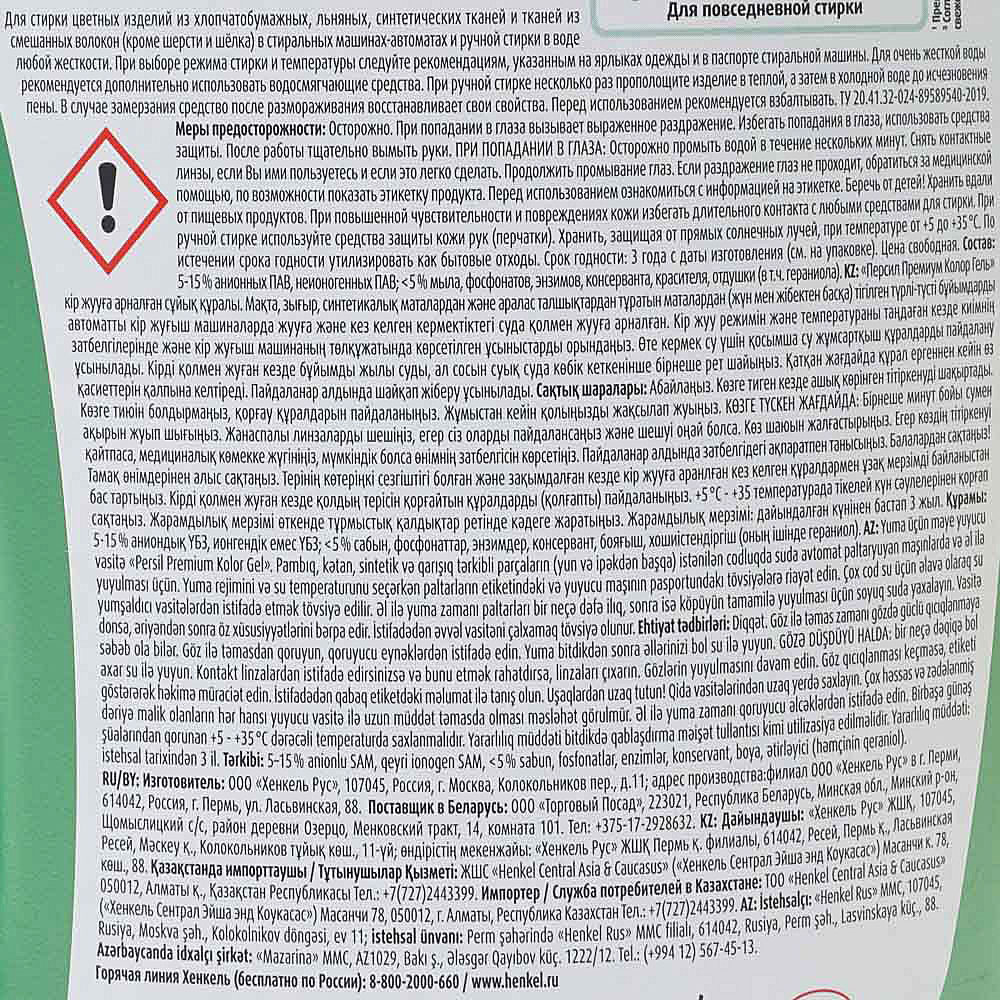 Для повседневной стирки
Для стирки цветных изделий из хлопчатобумажных, льняных, синтетических тканей и тканей из
смешанных волокон (кроме шерсти и шёлка) в стиральных машинах-автоматах и ручной стирки в воде
любой жесткости. При выборе режима стирки и температуры следуйте рекомендациям, указанным на ярлыках одежды и в паспорте стиральной машины. Для очень жесткой воды
рекомендуется дополнительно использовать водосмягчающие средства. При ручной стирке несколько раз прополощите изделие в теплой, а затем в холодной воде до исчезновения
пены. В случае замерзания средство после размораживания восстанавливает свои свойства. Перед использованием рекомендуется взбалтывать. ТУ 20.41.32-024-89589540-2019.
Меры предосторожности: Осторожно. При попадании в глаза вызывает выраженное раздражение. Избегать попадания в глаза, использовать средства
защиты. После работы тщательно вымыть руки. ПРИ ПОПАДАНИИ В ГЛАЗА: Осторожно промыть водой в течение нескольких минут. Снять контактные
линзы, если Вы ими пользуетесь и если это легко сделать. Продолжить промывание глаз. Если раздражение глаз не проходит, обратиться за медицинской
помощью, по возможности показать этикетку продукта. Перед использованием ознакомиться с информацией на этикетке. Беречь от детей! Хранить вдали
от пищевых продуктов. При повышенной чувствительности и повреждениях кожи избегать длительного контакта с любыми средствами для стирки. При
ручной стирке используйте средства защиты кожи рук (перчатки). Хранить, защищая от прямых солнечных лучей, при температуре от +5 до +35°С. По
истечении срока годности утилизировать как бытовые отходы. Срок годности: 3 года с даты изготовления (см. на упаковке). Цена свободная. Состав:
5-15% анионных ПАВ, неионогенных ПАВ; <5% мыла, фосфонатов, энзимов, консерванта, красителя, отдушки (в т.ч. гераниола). KZ: «Персил Премиум Колор Гель»
кір жууға арналған сұйық құралы. Мақта, зығыр, синтетикалық маталардан және аралас талшықтардан тұратын маталардан (жүн мен жібектен басқа) тігілген түрлі-түсті бұйымдарды
автоматты кір жуғыш машиналарда жууға және кез келген кермектіктегі суда қолмен жууға арналған. Кір жуу режимін және температураны таңдаған кезде киімнің
затбелгілерінде және кір жуғыш машинаның төлқұжатында көрсетілген ұсыныстарды орындаңыз. Өте кермек су үшін қосымша су жұмсартқыш құралдарды пайдалану
ұсынылады. Кірді қолмен жуған кезде бұйымды жылы суды, ал сосын суық суда көбік кеткенінше бірнеше рет шайыңыз. Қатқан жағдайда құрал ергеннен кейін өз
қасиеттерін қалпына келтіреді. Пайдаланар алдында шайқап жіберу ұсынылады. Сақтық шаралары: Абайлаңыз. Көзге тиген кезде ашық көрінген тітіркенуді шақыртады.
Көзге тиюін болдырмаңыз, қорғау құралдарын пайдаланыңыз. Жұмыстан кейін қолыңызды жақсылап жуыңыз. КӨЗГЕ ТҮСКЕН ЖАҒДАЙДА: Бірнеше минут бойы сумен
ақырын жуып шығыңыз. Жанаспалы линзаларды шешіңіз, егер сіз оларды пайдалансаңыз және шешуі оңай болса. Көз шаюын жалғастырыңыз. Егер көздің тітіркенуі
қайтпаса, медициналық көмекке жүгініңіз, мүмкіндік болса өнімнің затбелгісін көрсетіңіз. Пайдаланар алдында затбелгідегі ақпаратпен танысыңыз. Балалардан сақтаңыз!
Тамақ өнімдерінен алыс сақтаңыз. Терінің көтеріңкі сезгіштігі болған және зақымдалған кезде кір жууға аранлған кез келген құралдармен ұзақ мерзімді байланыстан
бас тартыңыз. Кірді қолмен жуған кезде қолдың терісін қорғайтын құралдарды (қолғапты) пайдаланыңыз. +5°С - +35 температурада тікелей күн сәулелерінен қорғап
сақтаңыз. Жарамдылық мерзімі өткенде тұрмыстық қалдықтар ретінде кәдеге жаратыңыз. Жарамдылық мерзімі: дайындалған күнінен бастап 3 жыл. Құрамы:
5-15% аниондық ҮБЗ, ионгендік емес ҮБЗ; <5% сабын, фосфонаттар, энзимдер, консервант, бояғыш, хошиістендіргіш (оның ішінде гераниол). AZ: Yuma üçün maye yuyucu
vasitə «Persil Premium Kolor Gel». Pambıq, kətan, sintetik və qarışıq tərkibli parçaların (yun və ipəkdən başqa) istənilən codluqda suda avtomat paltaryuyan maşınlarda və əl ilə
yuyulması üçün. Yuma rejimini və su temperaturunu seçərkən paltarların etiketindəki və yuyucu maşının pasportundakı tövsiyələrə riayət edin. Çox cod su üçün əlavə olaraq su
yumşaldıcı vasitələrdən istifadə etmək tövsiyə edilir. Əl ilə yuma zamanı paltarları bir neçə dəfə ilıq, sonra isə köpüyün tamamilə yuyulması üçün soyuq suda yaxalayın. Vasitə
donsa, əriyəndən sonra öz xüsusiyyətlərini bərpa edir. İstifadədən əvvəl vasitəni çalxamaq tövsiyə olunur. Ehtiyat tədbirləri: Diqqət. Göz ilə təmas zamanı gözdə güclü qıcıqlanmaya
səbəb ola bilər. Göz ilə təmasdan qoruyun, qoruyucu eynəklərdən istifadə edin. Yuma bitdikdən sonra əllərinizi bol su ilə yuyun. GÖZƏ DÜŞDÜYÜ HALDA: bir neçə dəqiqə bol
axar su ilə yuyun. Kontakt linzalardan istifadə edirsinizsə və bunu etmək rahatdırsa, linzaları çıxarın. Gözlərin yuyulmasını davam edin. Göz qıcıqlanması keçməsə, etiketi
göstərərək həkimə müraciət edin. İstifadədən qabaq etiketdəki məlumat ilə tanış olun. Uşaqlardan uzaq tutun! Qida vasitələrindən uzaq yerdə saxlayın. Çox həssas və zədələnmiş
dəriyə malik olanların hər hansı yuyucu vasitə ilə uzun müddət təmasda olması məsləhət görülmür. Əl ilə yuma zamanı qoruyucu əlcəklərdən istifadə edin. Birbaşa günəş
şüalarından qorunan +5 - +35°C dərəcəli temperaturda saxlanmalıdır. Yararlılıq müddəti bitdikdə qablaşdırma məişət tullantısı kimi utilizasiya edilməlidir. Yararlılıq müddəti:
istehsal tarixindən 3 il. Tərkibi: 5-15% anionlu SAM, qeyri ionogen SAM, <5% sabun, fosfonatlar, enzimlər, konservant, boya, ətirləyici (həmçinin geraniol).
RU/BY: Изготовитель: ООО «Хенкель Рус», 107045, Россия, г. Москва, Колокольников пер., д.11; адрес производства:филиал ООО «Хенкель Рус» в г. Перми,
614042, Россия, г. Пермь, ул. Ласьвинская, 88. Поставщик в Беларусь: ООО «Торговый Посад», 223021, Республика Беларусь, Минская обл., Минский р-он,
Щомыслицкий с/с, район деревни Озерцо, Менковский тракт, 14, комната 101. Тел: +375-17-2928632. KZ: Дайындаушы: «Хенкель Рус» ЖШК, 107045,
Ресей, Мәскеу қ., Колокольников тұйық көш., 11-үй; өндірістің мекенжайы: «Хенкель Рус» ЖШҚ Пермь қ. филиалы, 614042, Ресей, Пермь қ., Ласьвинская
көш., 88. Қазақстанда импорттаушы / Тұтынушылар Қызметі: ЖШС «Henkel Central Asia & Caucasus» («Хенкель Сентрал Эйша энд Коукасас») Масанчи к. 78,
050012, Алматы қ., Қазақстан Республикасы Тел.: +7(727)2443399. Импортер / Служба потребителей в Казахстане: ТОО «Henkel Central Asia & Caucasus»
(«Хенкель Сентрал Эйша энд Коукасас») Масанчи 78, 050012, г. Алматы, Республика Казахстан Тел.: +7(727)2443399. AZ: İstehsalçı: «Henkel Rus» MMC, 107045,
Rusiya, Moskva şəh., Kolokolnikov döngəsi, ev 11; istehsal ünvanı: Perm şəhərində «Henkel Rus» MMC filialı, 614042, Rusiya, Perm şəh., Lasvinskaya küç., 88.
Azərbaycanda idxalçı şirkət: «Mazarina» MMC, AZ1029, Bakı ş., Ələsgər Qayıbov küç. 1222/12. Tel.: (+994 12) 567-45-13.
Горячая линия Хенкель (бесплатно по России): 8-800-2000-660 / www.henkel.ru